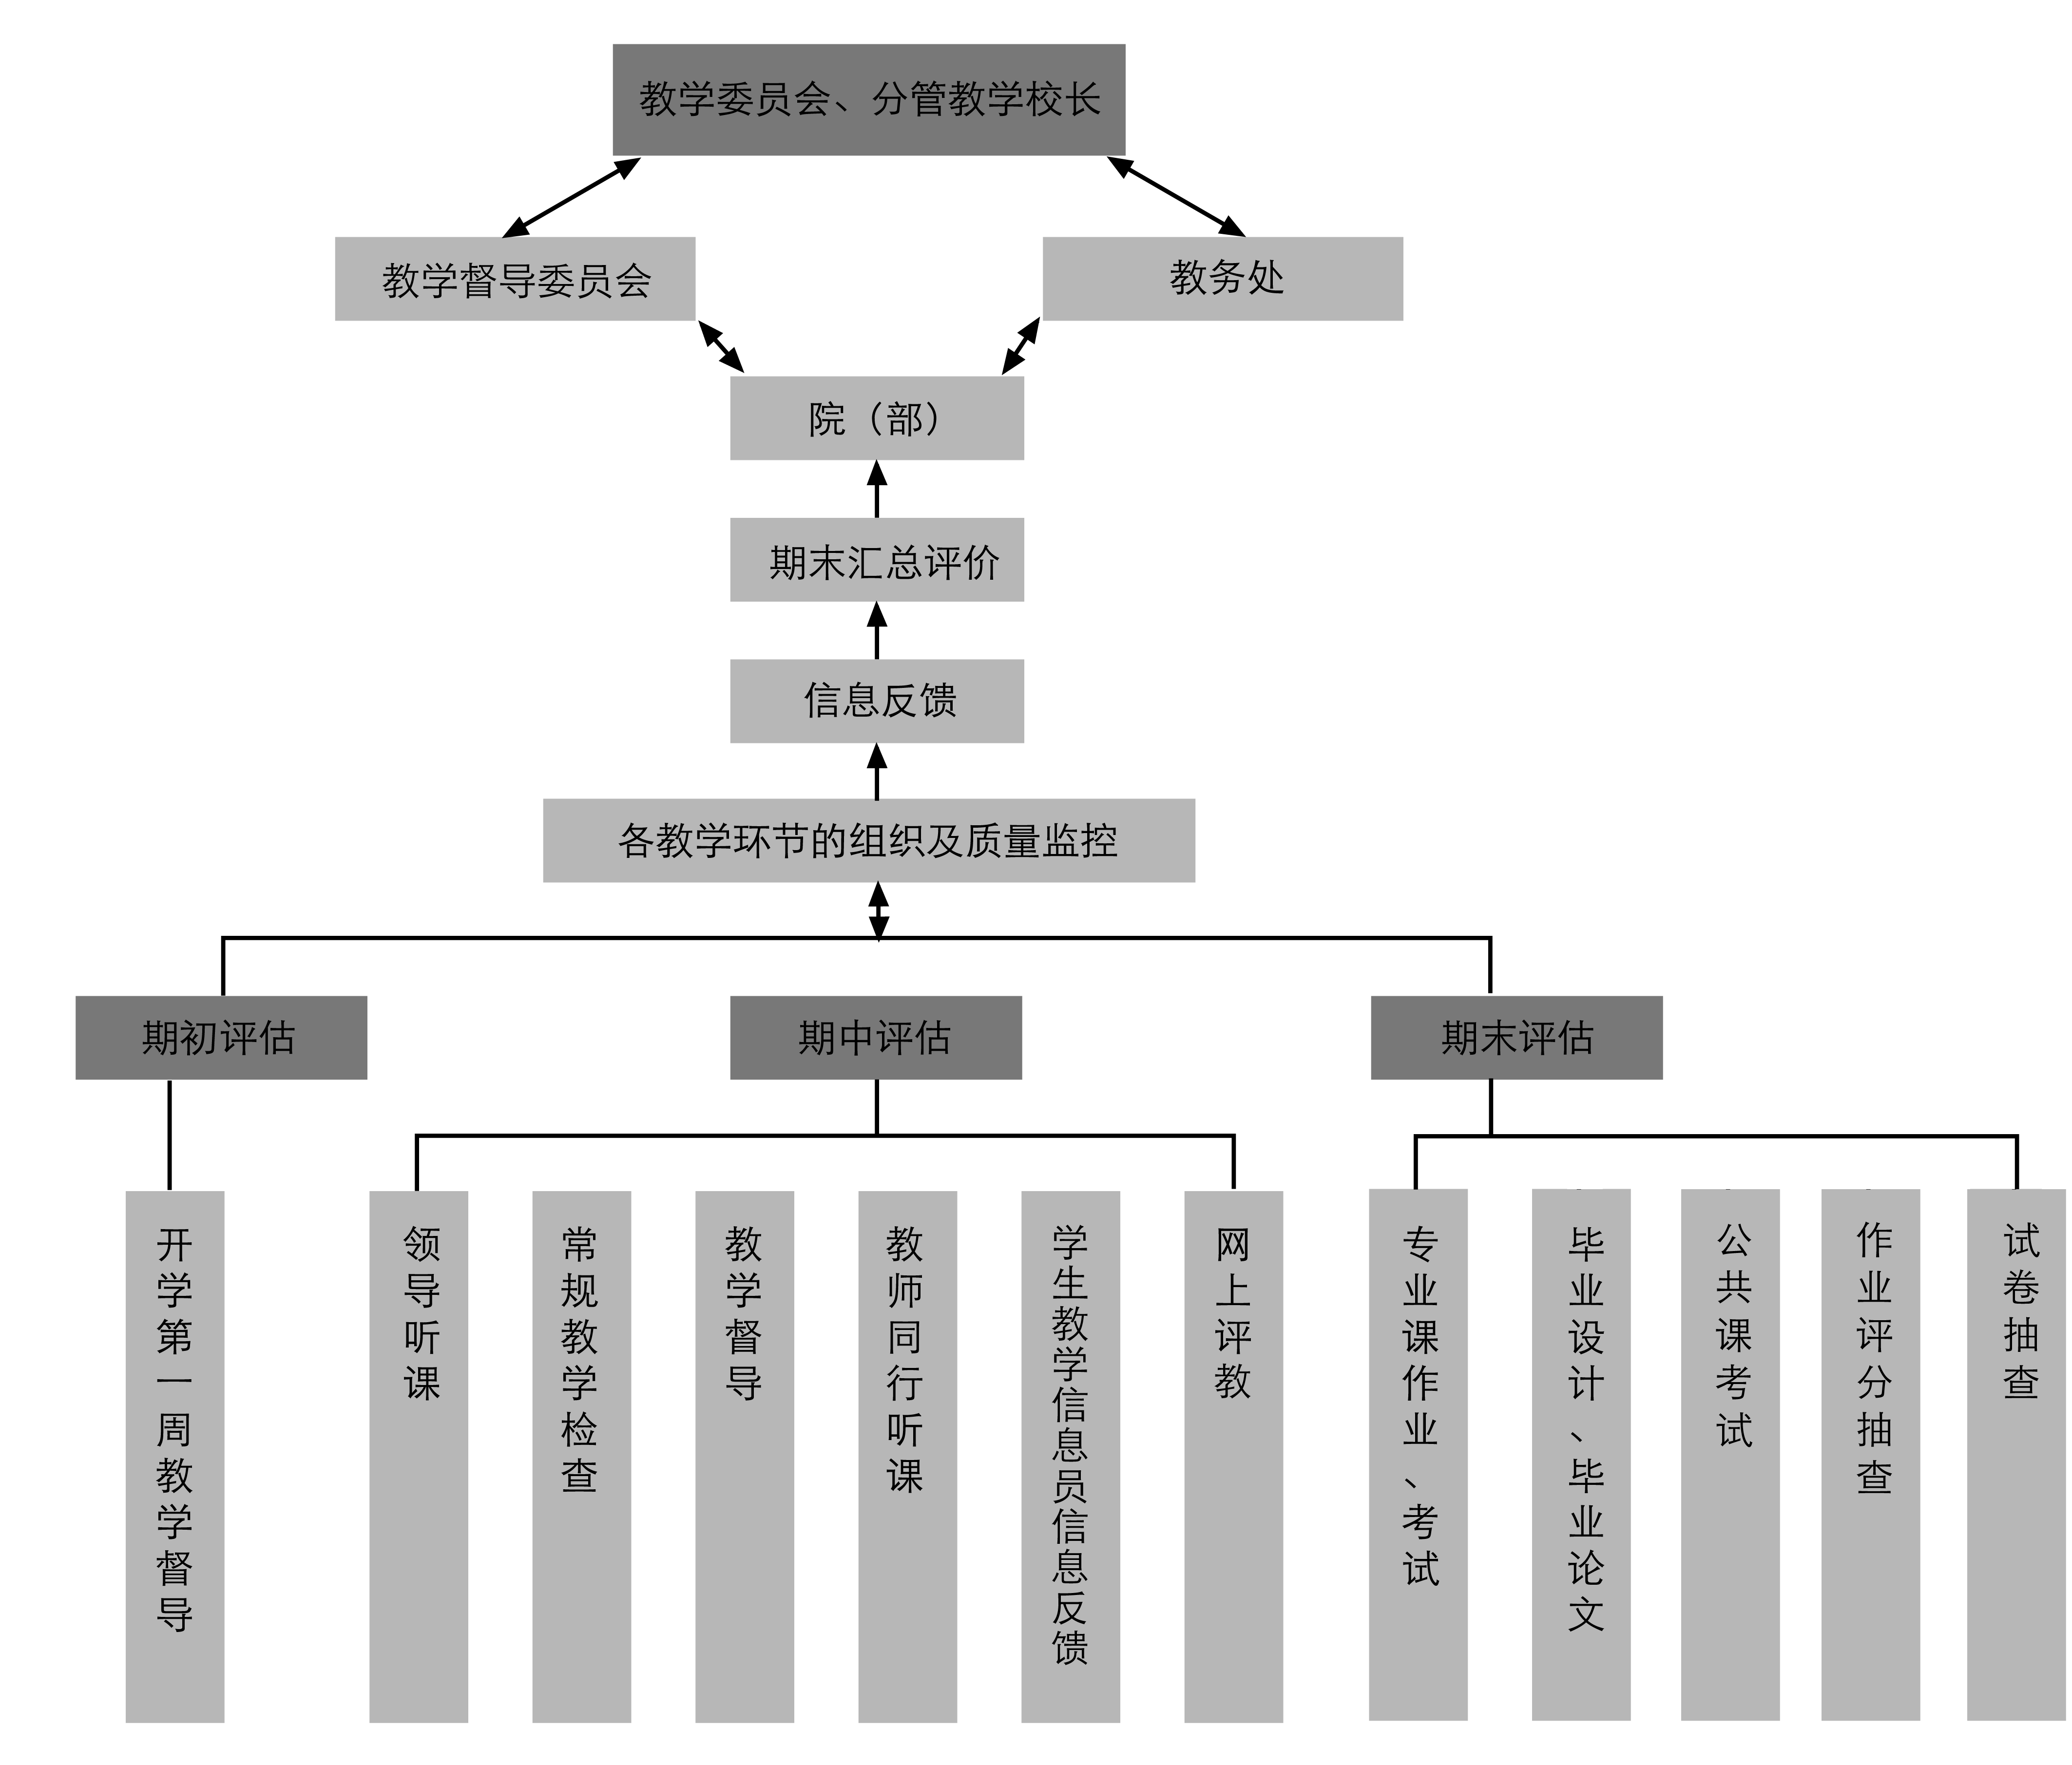 教学委员会、分管教学校长
教学督导委员会
教务处
院（部）
期末汇总评价
信息反馈
各教学环节的组织及质量监控
期初评估
期中评估
期末评估
开学第一周教学督导
领导听课
常规教学检查
教学督导
教师同行听课
学生教学信息员信息反馈
网上评教
专业课作业、考试
毕业设计、毕业论文
公共课考试
作业评分抽查
试卷抽查